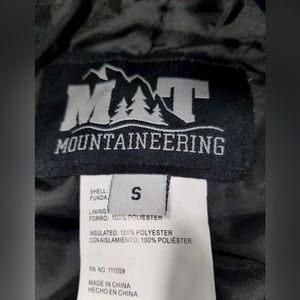 MAT
MOUNTAINEERING
S
SHELL:
FUNDA:
LINING:
FORRO: 100% POLIESTER
INSULATED: 100% POLYESTER
CONAISLAMIENTO: 100% POLIESTER
RN NO. 111059
MADE IN CHINA
HECHO EN CHINA